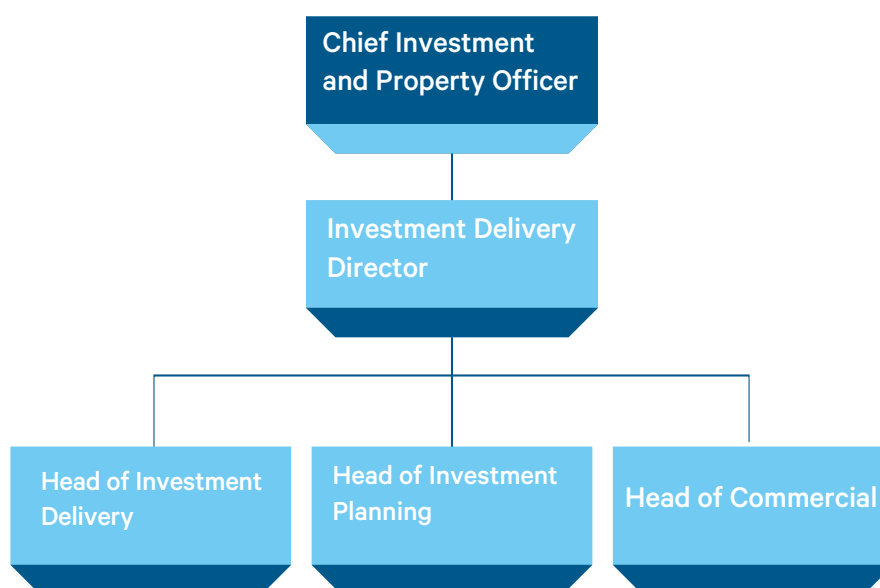 Chief Investment
and Property Officer
Investment Delivery
Director
Head of Investment
Delivery
Head of Investment
Planning
Head of Commercial